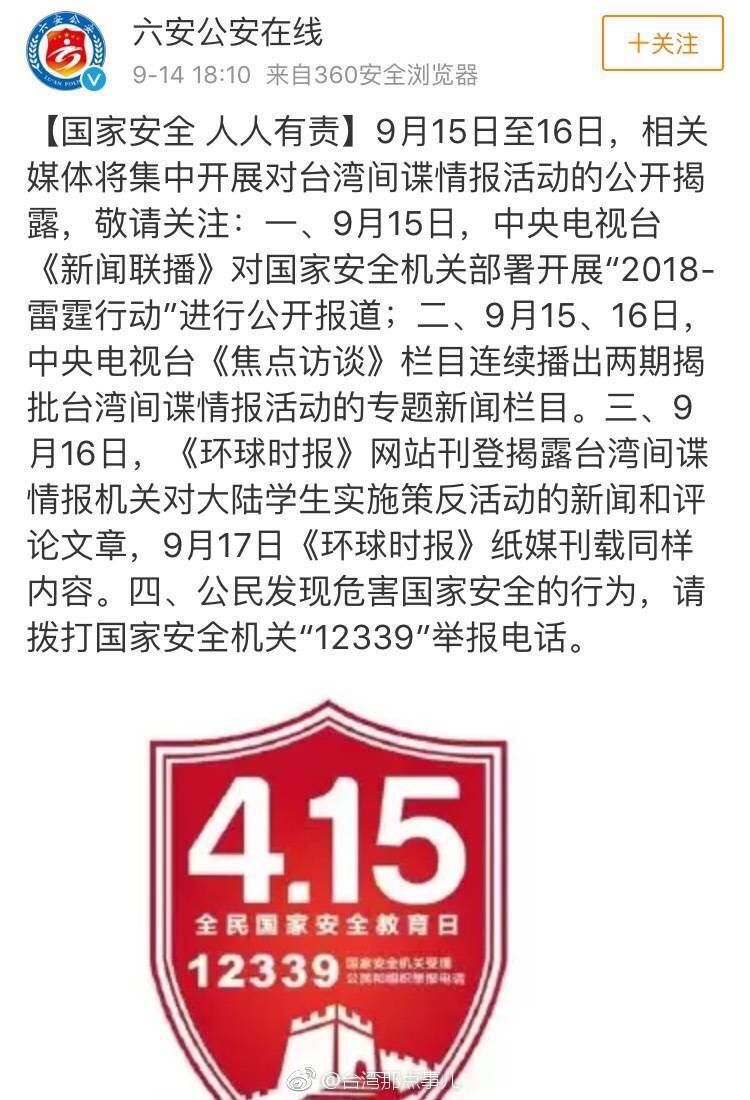 六安公安
LUAN POLICE
六安公安在线
9-14 18:10 来自360安全浏览器
+关注
【国家安全 人人有责】9月15日至16日，相关
媒体将集中开展对台湾间谍情报活动的公开揭
露，敬请关注：一、9月15日，中央电视台
《新闻联播》对国家安全机关部署开展“2018-
雷霆行动”进行公开报道；二、9月15、16日，
中央电视台《焦点访谈》栏目连续播出两期揭
批台湾间谍情报活动的专题新闻栏目。三、9
月16日，《环球时报》网站刊登揭露台湾间谍
情报机关对大陆学生实施策反活动的新闻和评
论文章，9月17日《环球时报》纸媒刊载同样
内容。四、公民发现危害国家安全的行为，请
拨打国家安全机关“12339”举报电话。
4.15
全民国家安全教育日
12339
国家安全机关受理
公民和组织举报电话
@台湾那点事儿